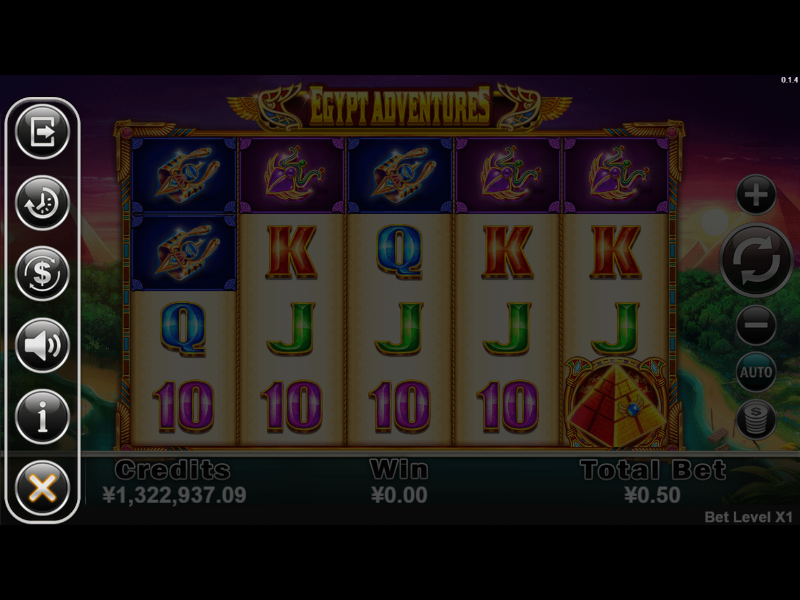 0.1.4
EGYPT ADVENTURES
K Q K K
Q J J J J
10 10 10 10
AUTO
Credits Win Total Bet
¥1,322,937.09 ¥0.00 ¥0.50
Bet Level X1